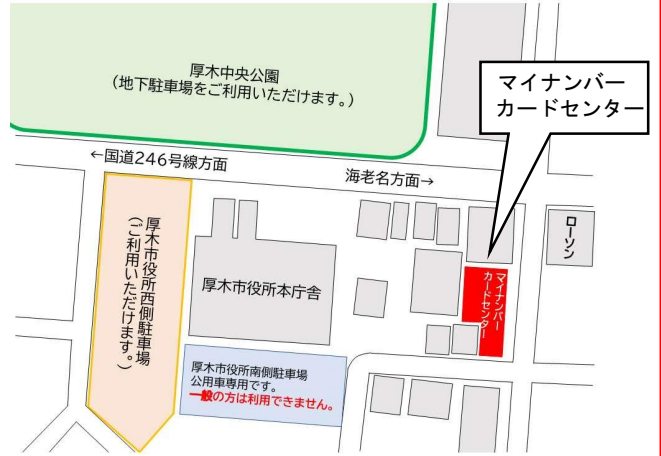 厚木中央公園
(地下駐車場をご利用いただけます。)
マイナンバー
カードセンター
←国道246号線方面
海老名方面→
厚木市役所西側駐車場
(ご利用いただけます。)
厚木市役所本庁舎
ローソン
マイナンバー
カードセンター
厚木市役所南側駐車場
公用車専用です。
一般の方は利用できません。